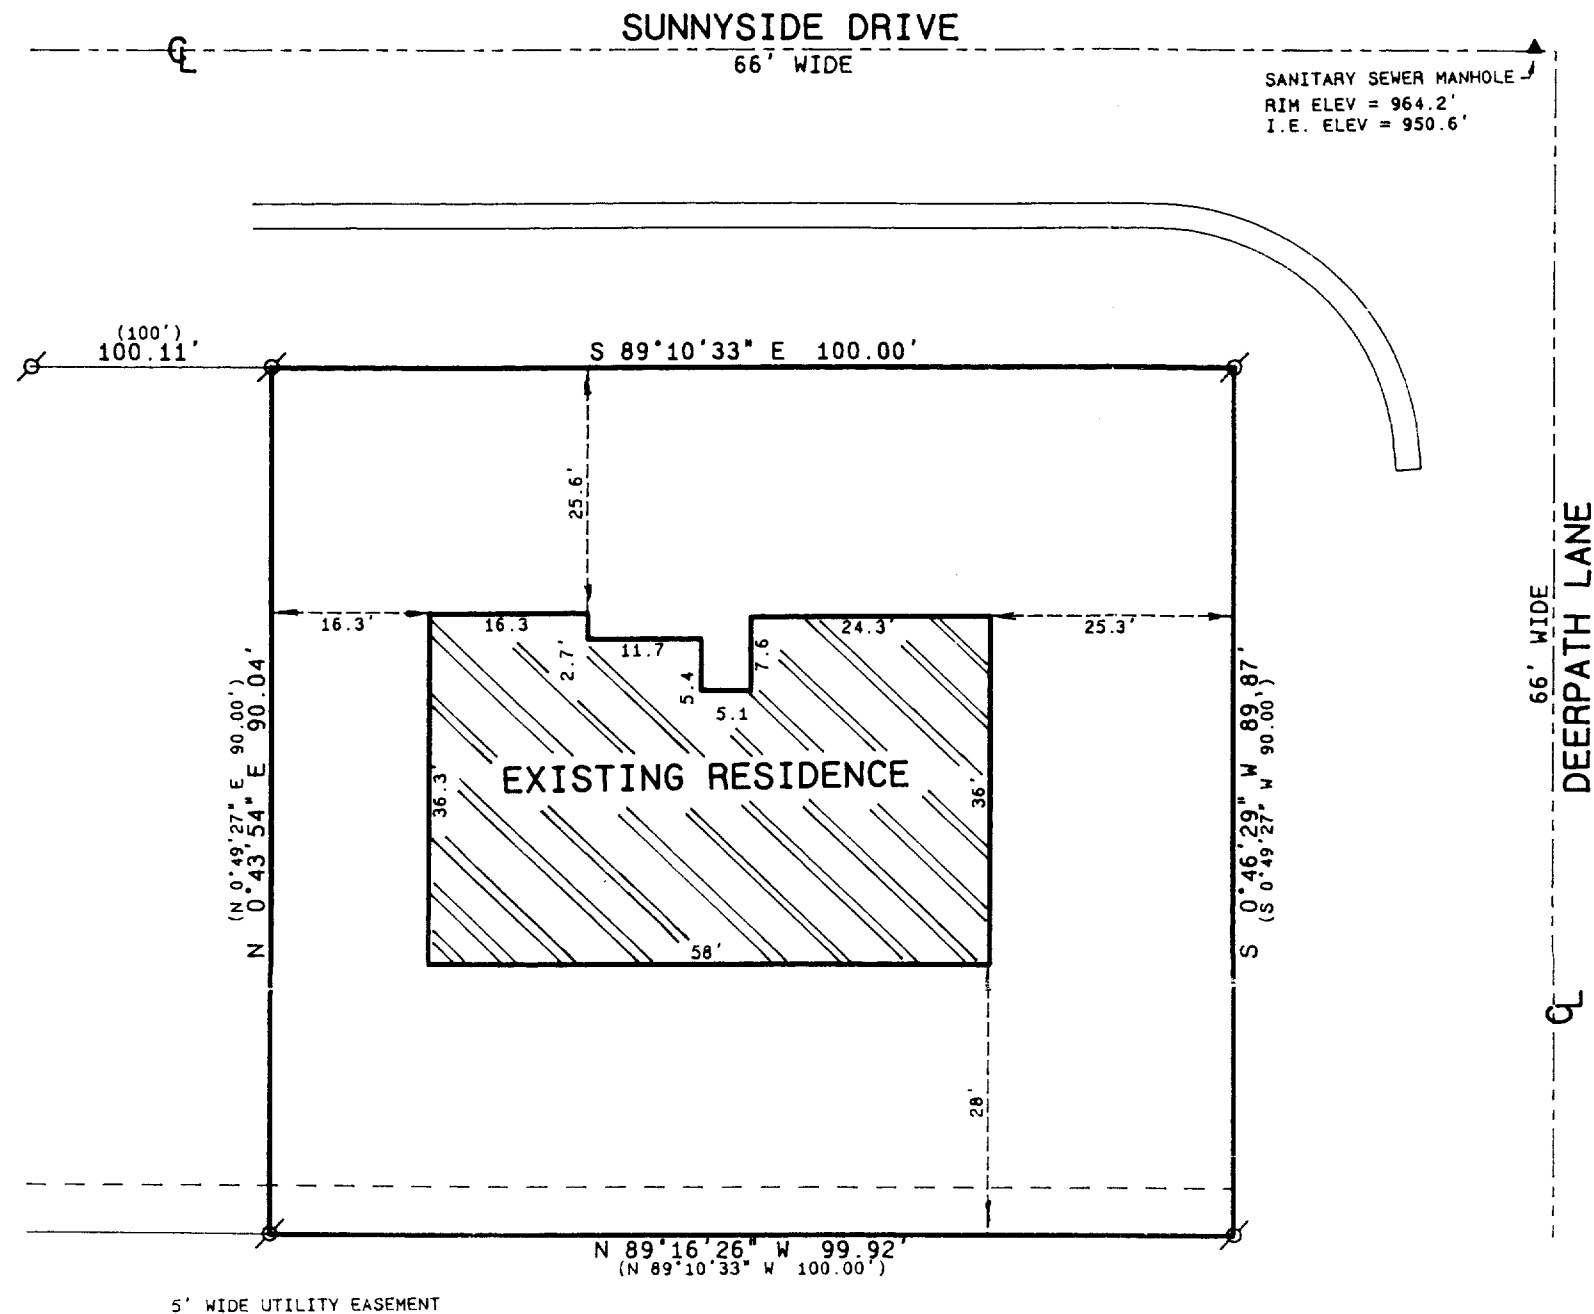 SUNNYSIDE DRIVE
CL
66' WIDE
SANITARY SEWER MANHOLE
RIM ELEV = 964.2'
I.E. ELEV = 950.6'
(100')
100.11'
S 89°10'33" E 100.00'
25.6'
16.3'
16.3
2.7'
11.7
5.4
5.1
7.6
24.3'
25.3'
(N 0°49'27" E 90.00')
N 0°43'54" E 90.04'
36.3'
EXISTING RESIDENCE
36'
S 0°46'29" W 89.87'
(S 0°49'27" W 90.00')
66' WIDE
DEERPATH LANE
58'
CL
28'
N 89°16'26" W 99.92'
(N 89°10'33" W 100.00')
5' WIDE UTILITY EASEMENT